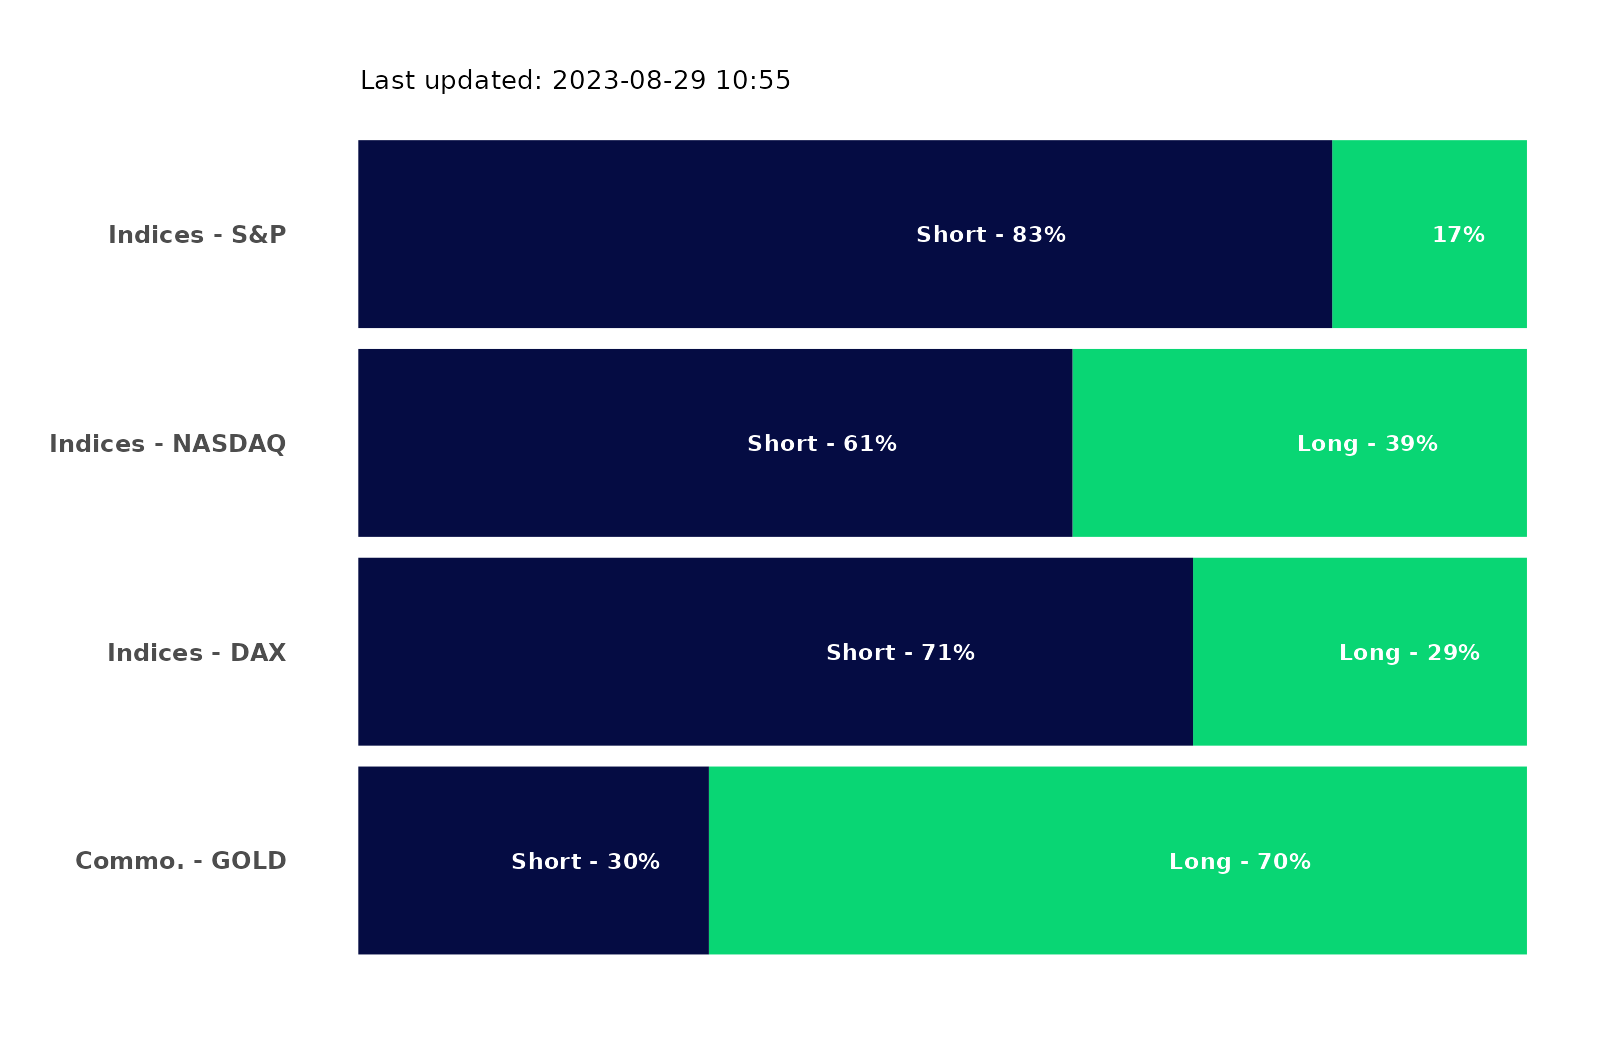 Last updated: 2023-08-29 10:55
Indices - S&P
Short - 83%
17%
Indices - NASDAQ
Short - 61%
Long - 39%
Indices - DAX
Short - 71%
Long - 29%
Commo. - GOLD
Short - 30%
Long - 70%